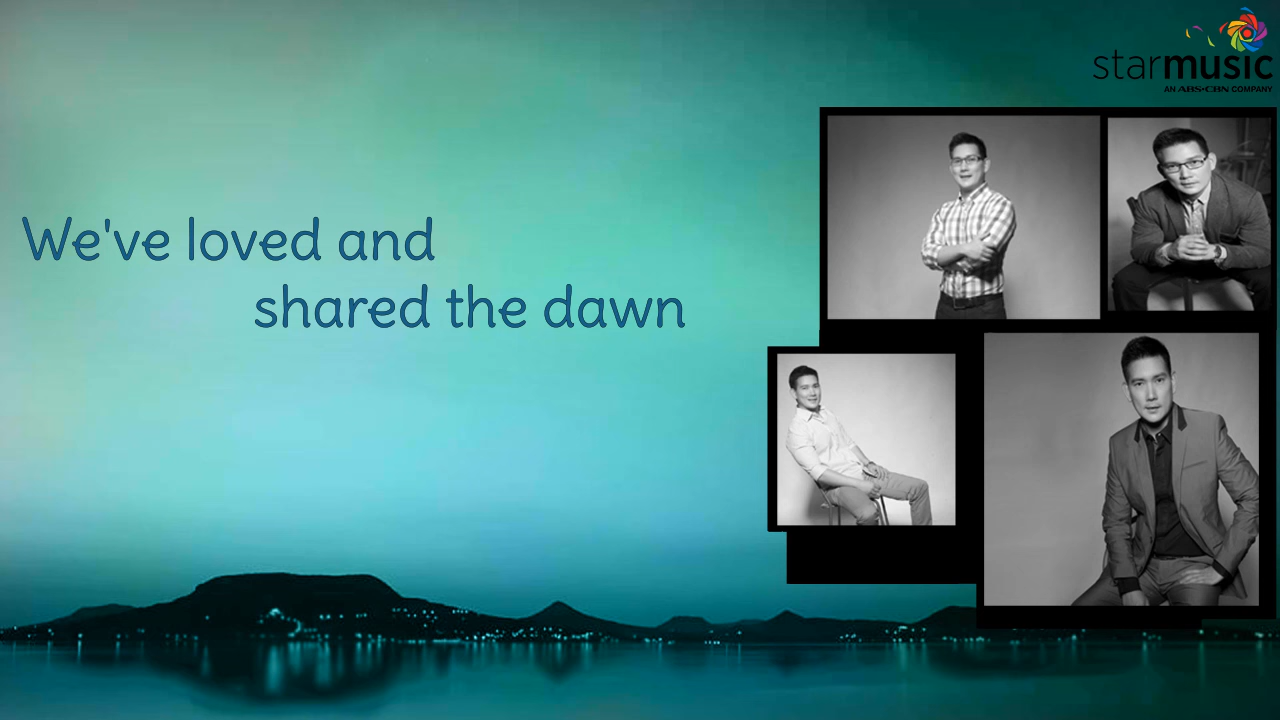 We've loved and
shared the dawn
starmusic
AN ABS•CBN COMPANY